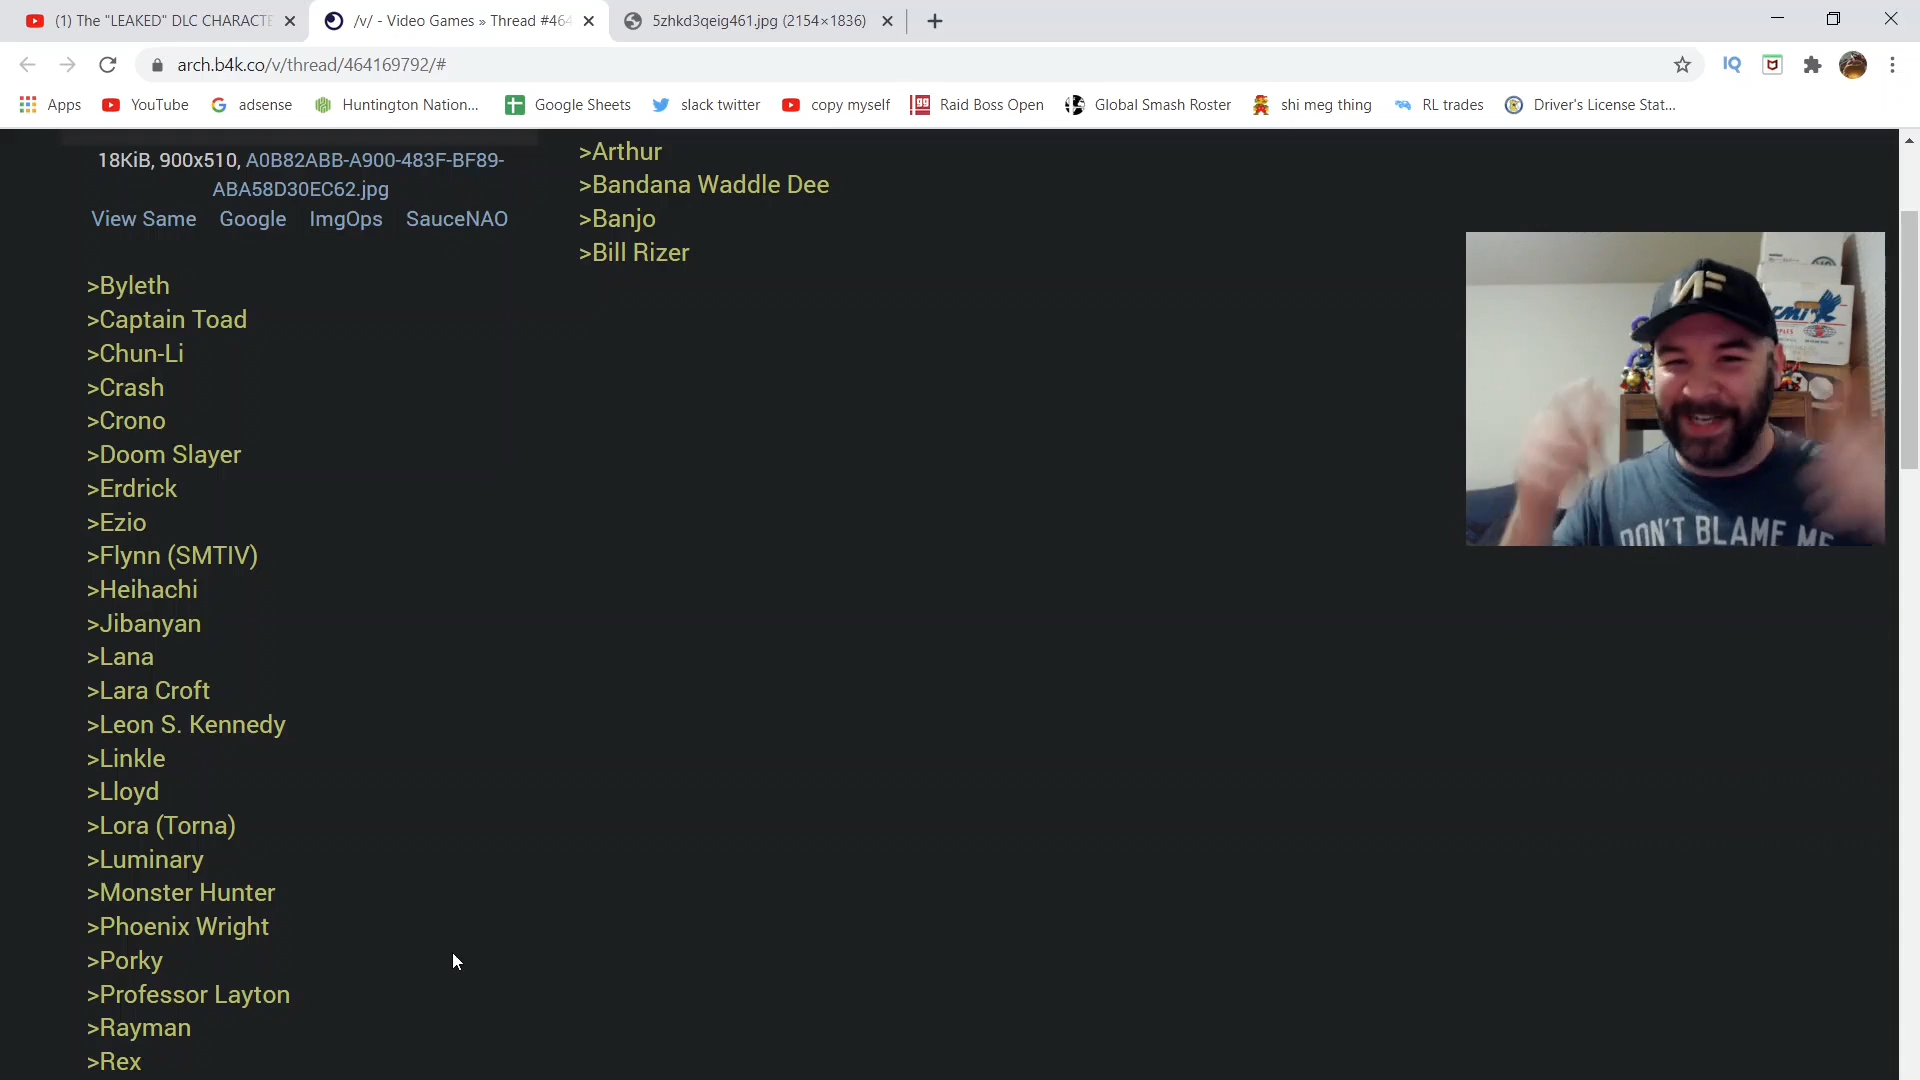 (1) The "LEAKED" DLC CHARACTE
/v/ - Video Games » Thread #464
5zhkd3qeig461.jpg (2154×1836)
arch.b4k.co/v/thread/464169792/#
IQ
Apps
YouTube
adsense
Huntington Nation...
Google Sheets
slack twitter
copy myself
Raid Boss Open
Global Smash Roster
shi meg thing
RL trades
Driver's License Stat...
18KiB, 900x510, A0B82ABB-A900-483F-BF89-
ABA58D30EC62.jpg
View Same Google ImgOps SauceNAO
>Arthur
>Bandana Waddle Dee
>Banjo
>Bill Rizer
>Byleth
>Captain Toad
>Chun-Li
>Crash
>Crono
>Doom Slayer
>Erdrick
>Ezio
>Flynn (SMTIV)
>Heihachi
>Jibanyan
>Lana
>Lara Croft
>Leon S. Kennedy
>Linkle
>Lloyd
>Lora (Torna)
>Luminary
>Monster Hunter
>Phoenix Wright
>Porky
>Professor Layton
>Rayman
>Rex
NF
DON'T BLAME ME